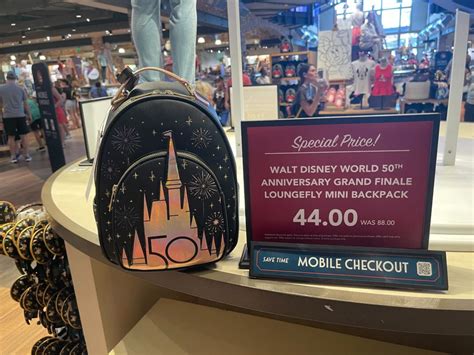 Special Price!
WALT DISNEY WORLD 50TH
ANNIVERSARY GRAND FINALE
LOUNGEFLY MINI BACKPACK
44.00 WAS 88.00
SAVE TIME MOBILE CHECKOUT
50